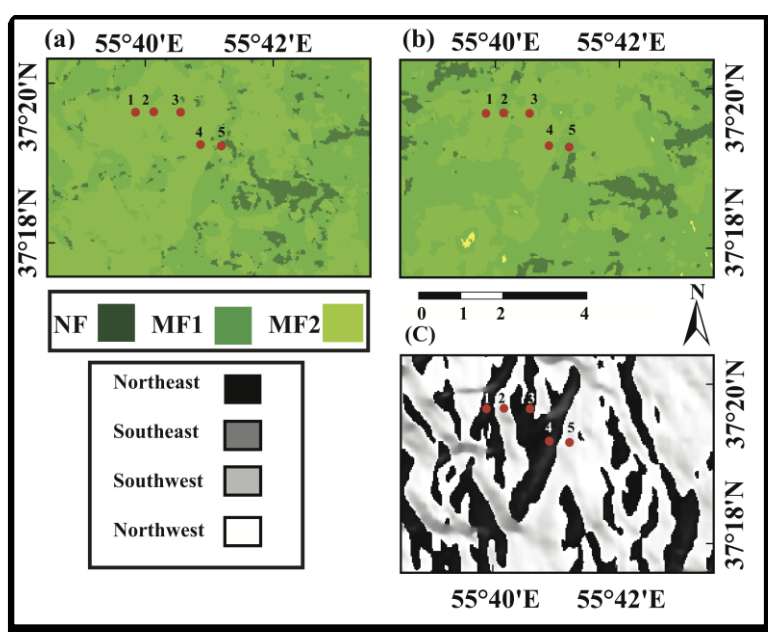 (a) 55°40'E 55°42'E
37°20'N
37°18'N
1 2 3
4 5
(b) 55°40'E 55°42'E
37°20'N
37°18'N
1 2 3
4 5
NF MF1 MF2
0 1 2 4
N
(C)
Northeast
Southeast
Southwest
Northwest
1 2 3
4 5
37°20'N
37°18'N
55°40'E 55°42'E